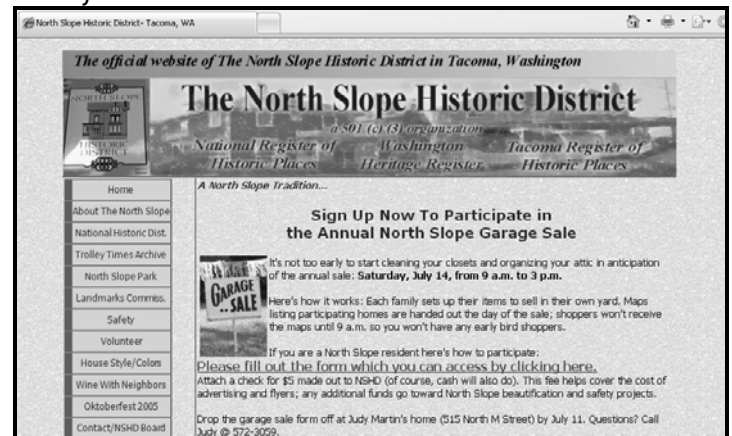 North Slope Historic District- Tacoma, WA
The official website of The North Slope Historic District in Tacoma, Washington
NORTH SLOPE
HISTORIC
DISTRICT
The North Slope Historic District
a 501 (c) (3) organization
National Register of
Historic Places
Washington
Heritage Register
Tacoma Register of
Historic Places
Home
About The North Slope
National Historic Dist.
Trolley Times Archive
North Slope Park
Landmarks Commiss.
Safety
Volunteer
House Style/Colors
Wine With Neighbors
Oktoberfest 2005
Contact/NSHD Board
A North Slope Tradition...
Sign Up Now To Participate in
the Annual North Slope Garage Sale
GARAGE
SALE
It's not too early to start cleaning your closets and organizing your attic in anticipation
of the annual sale: Saturday, July 14, from 9 a.m. to 3 p.m.
Here's how it works: Each family sets up their items to sell in their own yard. Maps
listing participating homes are handed out the day of the sale; shoppers won't receive
the maps until 9 a.m. so you won't have any early bird shoppers.
If you are a North Slope resident here's how to participate:
Please fill out the form which you can access by clicking here.
Attach a check for $5 made out to NSHD (of course, cash will also do). This fee helps cover the cost of
advertising and flyers; any additional funds go toward North Slope beautification and safety projects.
Drop the garage sale form off at Judy Martin's home (515 North M Street) by July 11. Questions? Call
Judy @ 572-3059.